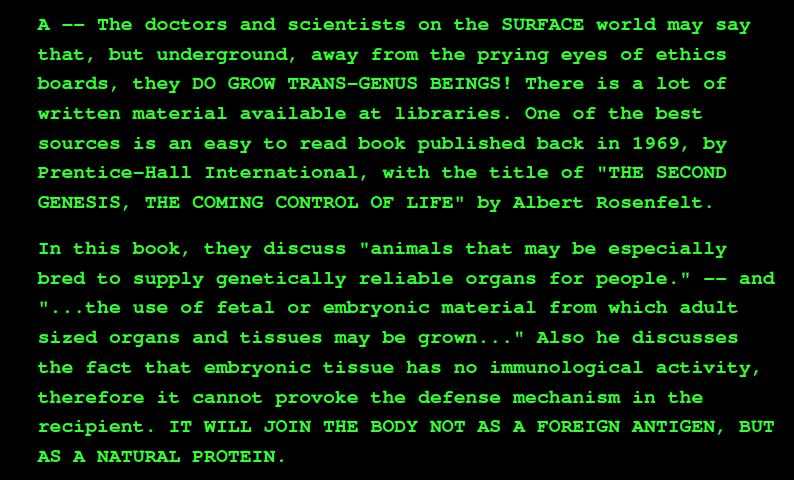 A -- The doctors and scientists on the SURFACE world may say
that, but underground, away from the prying eyes of ethics
boards, they DO GROW TRANS-GENUS BEINGS! There is a lot of
written material available at libraries. One of the best
sources is an easy to read book published back in 1969, by
Prentice-Hall International, with the title of "THE SECOND
GENESIS, THE COMING CONTROL OF LIFE" by Albert Rosenfelt.
In this book, they discuss "animals that may be especially
bred to supply genetically reliable organs for people." -- and
"...the use of fetal or embryonic material from which adult
sized organs and tissues may be grown..." Also he discusses
the fact that embryonic tissue has no immunological activity,
therefore it cannot provoke the defense mechanism in the
recipient. IT WILL JOIN THE BODY NOT AS A FOREIGN ANTIGEN, BUT
AS A NATURAL PROTEIN.